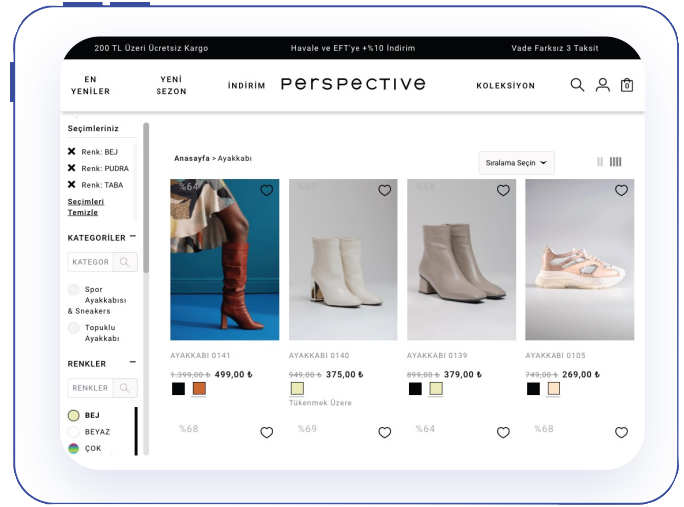 200 TL Üzeri Ücretsiz Kargo
Havale ve EFT'ye +%10 İndirim
Vade Farksız 3 Taksit
EN
YENİLER
YENİ
SEZON
İNDİRİM
PERSPECTIVE
KOLEKSİYON
0
Seçimleriniz
Renk: BEJ
Renk: PUDRA
Renk: TABA
Seçimleri
Temizle
KATEGORİLER
KATEGOR
Spor
Ayakkabısı
& Sneakers
Topuklu
Ayakkabı
RENKLER
RENKLER
BEJ
BEYAZ
ÇOK
Anasayfa > Ayakkabı
Sıralama Seçin
%64
%60
%58
AYAKKABI 0141
1.399,00 ₺ 499,00 ₺
AYAKKABI 0140
949,00 ₺ 375,00 ₺
Tükenmek Üzere
AYAKKABI 0139
899,00 ₺ 379,00 ₺
AYAKKABI 0105
749,00 ₺ 269,00 ₺
%68
%69
%64
%68